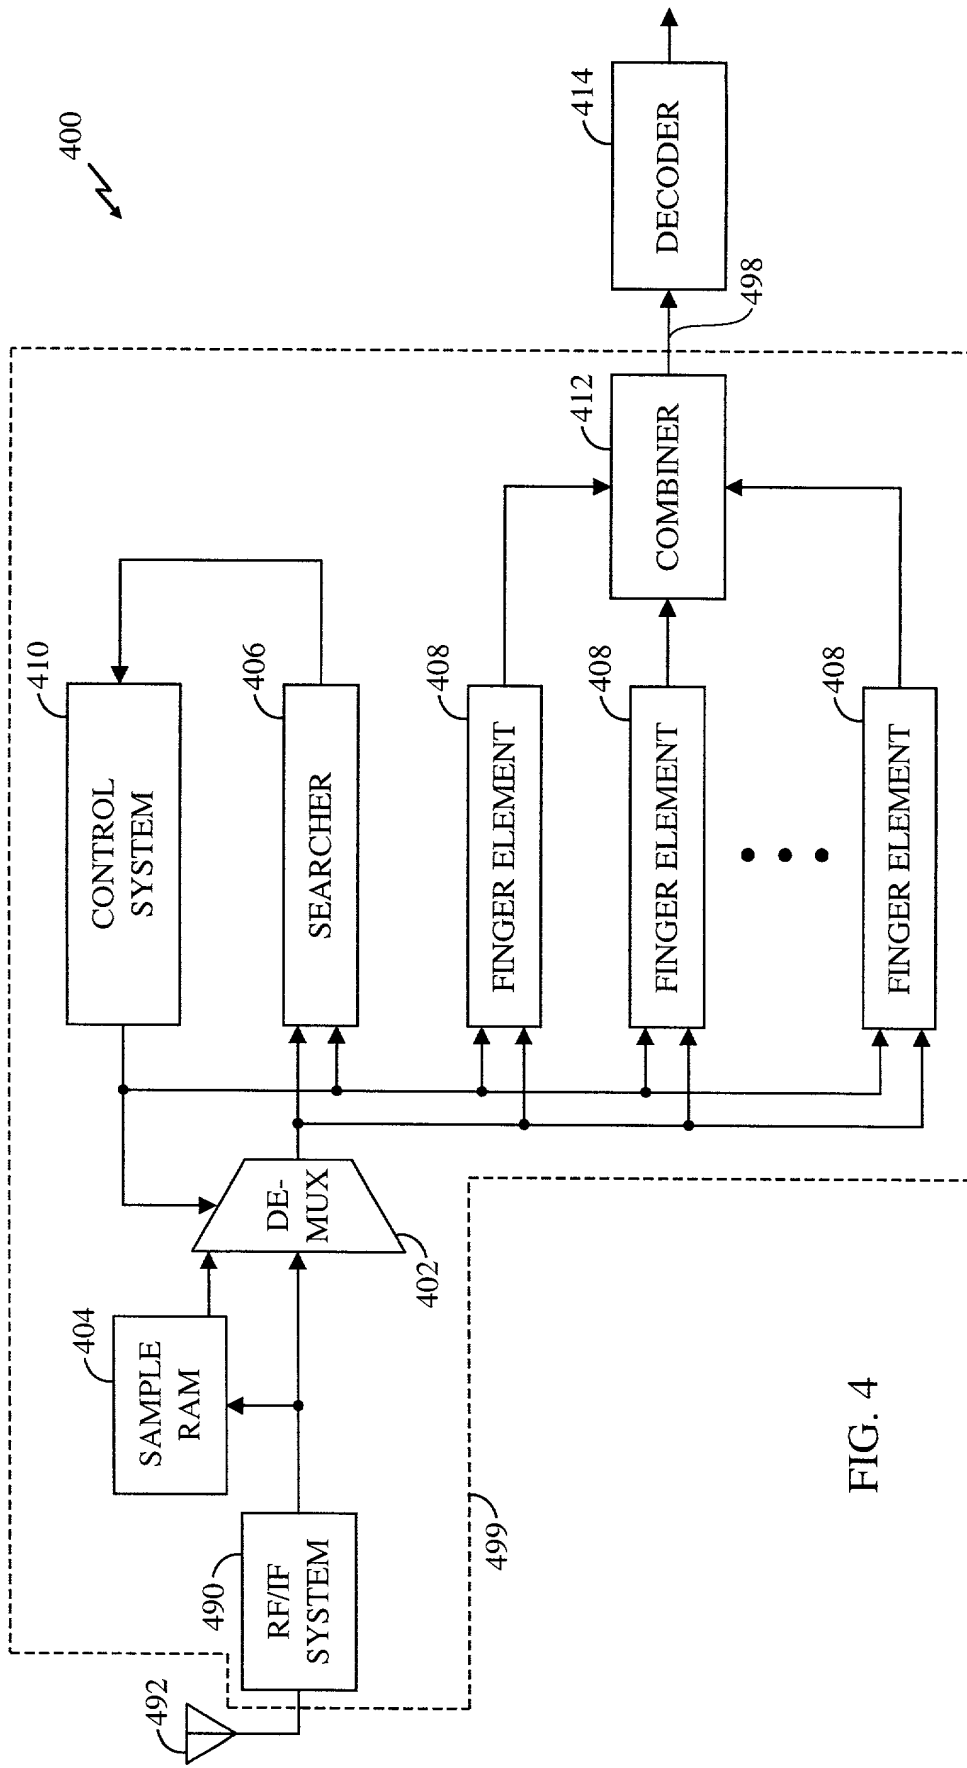 400
492
490
RF/IF
SYSTEM
404
SAMPLE
RAM
DE-
MUX
402
499
410
CONTROL
SYSTEM
406
SEARCHER
408
FINGER ELEMENT
408
FINGER ELEMENT
408
FINGER ELEMENT
412
COMBINER
498
414
DECODER
FIG. 4